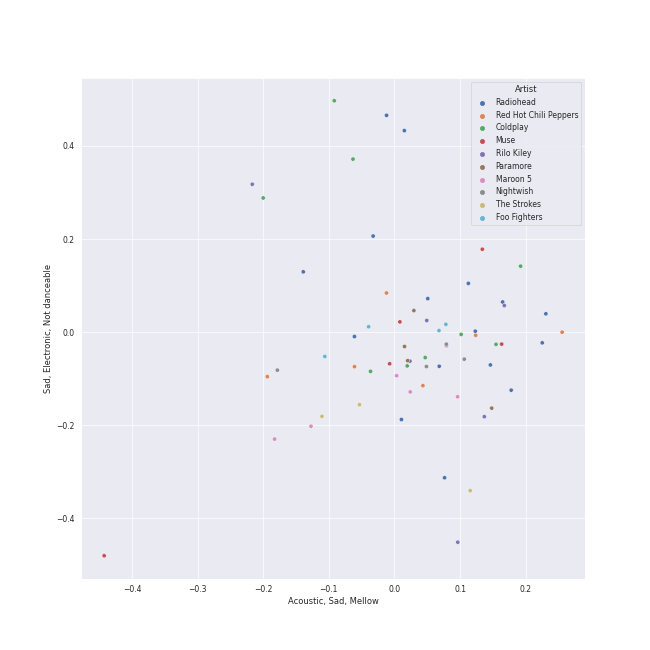 Artist
Radiohead
Red Hot Chili Peppers
Coldplay
Muse
Rilo Kiley
Paramore
Maroon 5
Nightwish
The Strokes
Foo Fighters
0.4
0.2
0.0
−0.2
−0.4
Sad, Electronic, Not danceable
−0.4 −0.3 −0.2 −0.1 0.0 0.1 0.2
Acoustic, Sad, Mellow